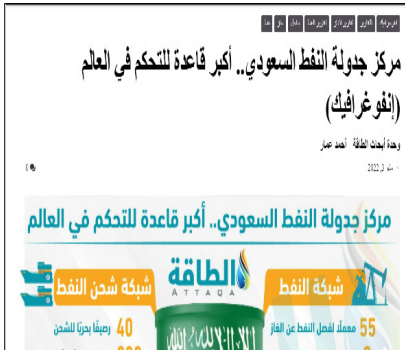 مركز جدولة النفط السعودي.. أكبر قاعدة للتحكم في العالم
(إنفوغرافيك)
وحدة أبحاث الطاقة أحمد عمار
2022
0
مركز جدولة النفط السعودي.. أكبر قاعدة للتحكم في العالم
الطاقة
ATTAQA
شبكة شحن النفط
شبكة النفط
55 معملًا لفصل النفط عن الغاز
40 رصيفًا بحريًا للشحن